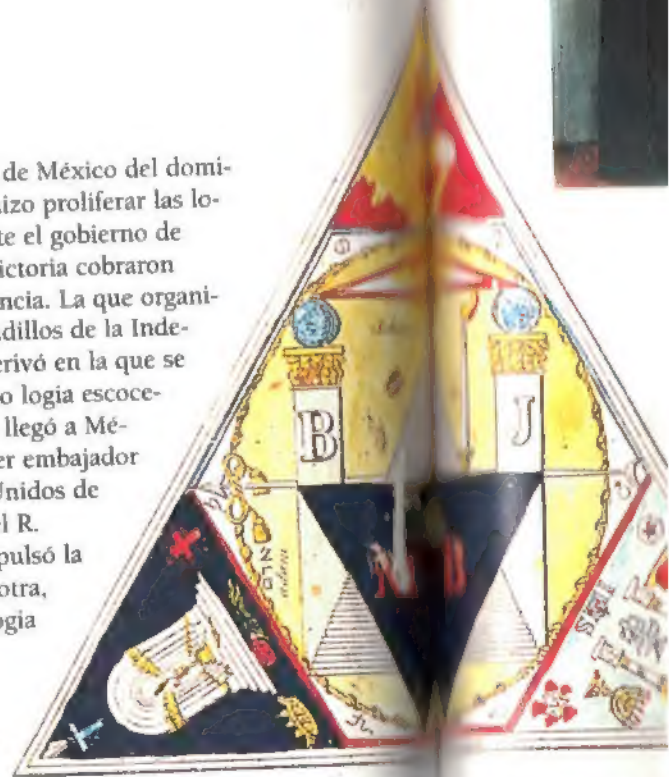 de México del domi-
izo proliferar las lo-
te el gobierno de
ictoria cobraron
ncia. La que organi-
dillos de la Inde-
erivó en la que se
o logia escoce-
llegó a Mé-
er embajador
Unidos de
el R.
pulsó la
otra,
ogia
B J
N B